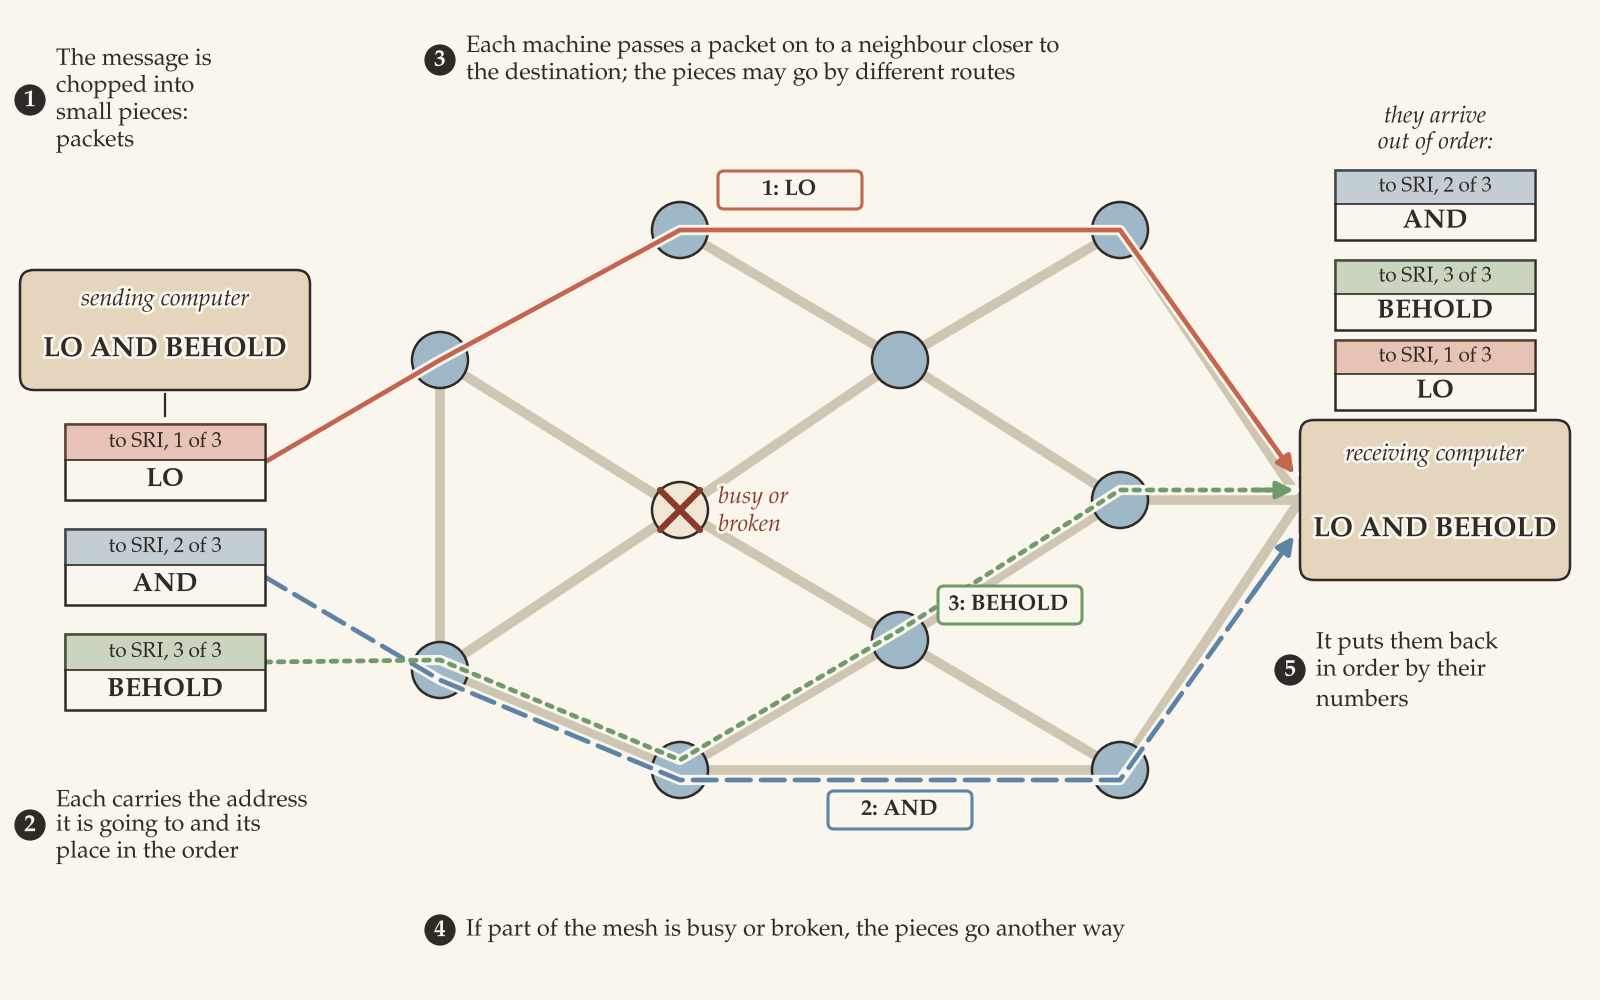 1
The message is
chopped into
small pieces:
packets
3
Each machine passes a packet on to a neighbour closer to
the destination; the pieces may go by different routes
they arrive
out of order:
to SRI, 2 of 3
AND
to SRI, 3 of 3
BEHOLD
to SRI, 1 of 3
LO
1: LO
sending computer
LO AND BEHOLD
to SRI, 1 of 3
LO
to SRI, 2 of 3
AND
to SRI, 3 of 3
BEHOLD
busy or
broken
3: BEHOLD
2: AND
receiving computer
LO AND BEHOLD
5
It puts them back
in order by their
numbers
2
Each carries the address
it is going to and its
place in the order
4
If part of the mesh is busy or broken, the pieces go another way